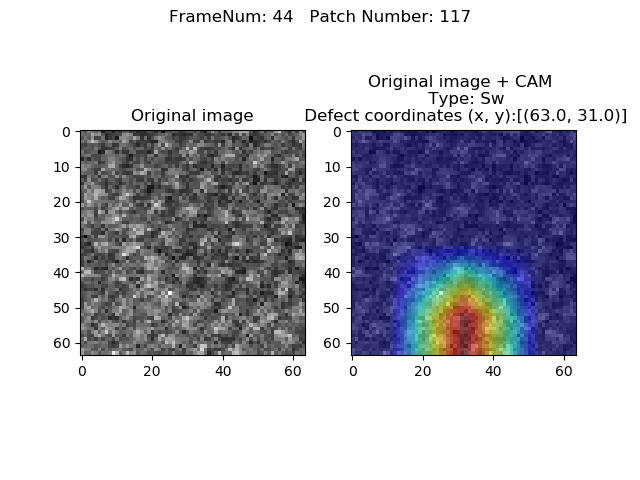 FrameNum: 44   Patch Number: 117
Original image
Original image + CAM
Type: Sw
Defect coordinates (x, y):[(63.0, 31.0)]
0
10
20
30
40
50
60
0 20 40 60
0
10
20
30
40
50
60
0 20 40 60